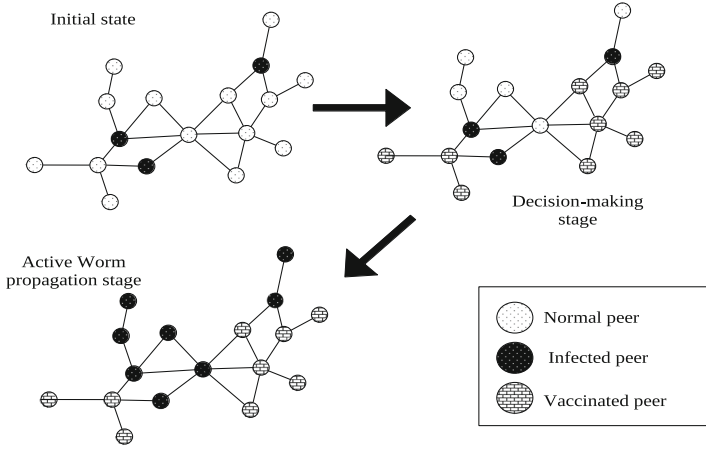 Initial state
Decision-making
stage
Active Worm
propagation stage
Normal peer
Infected peer
Vaccinated peer